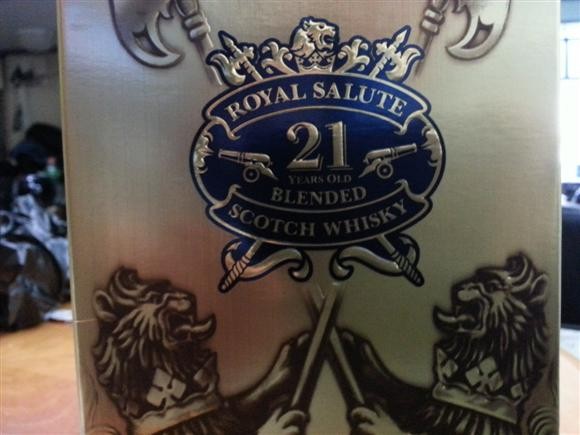 ROYAL SALUTE
21
YEARS OLD
BLENDED
SCOTCH WHISKY